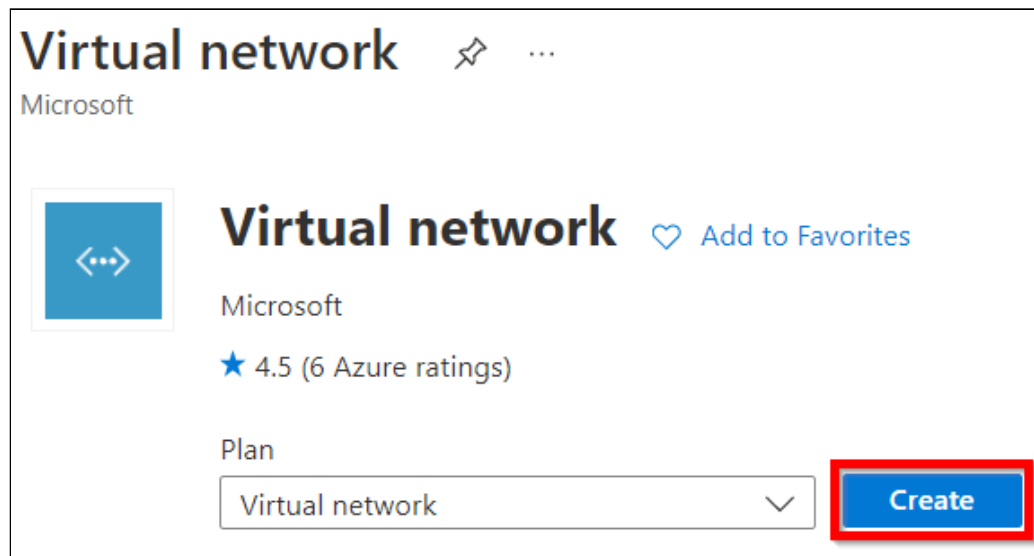 Virtual network
Microsoft
Virtual network Add to Favorites
Microsoft
4.5 (6 Azure ratings)
Plan
Virtual network Create